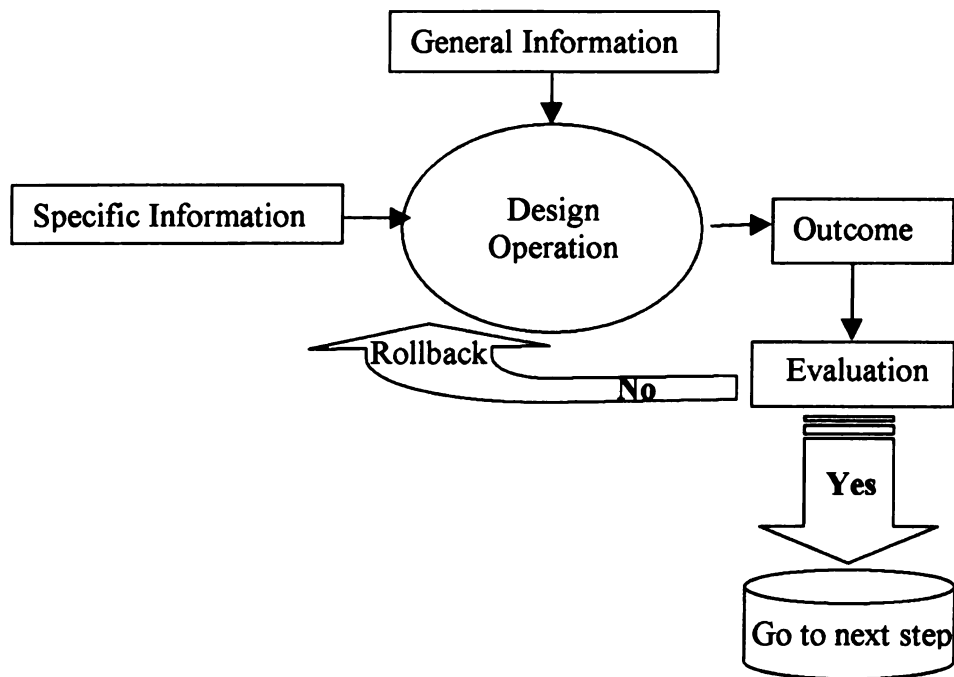 General Information
Specific Information
Design
Operation
Outcome
Rollback
No
Evaluation
Yes
Go to next step